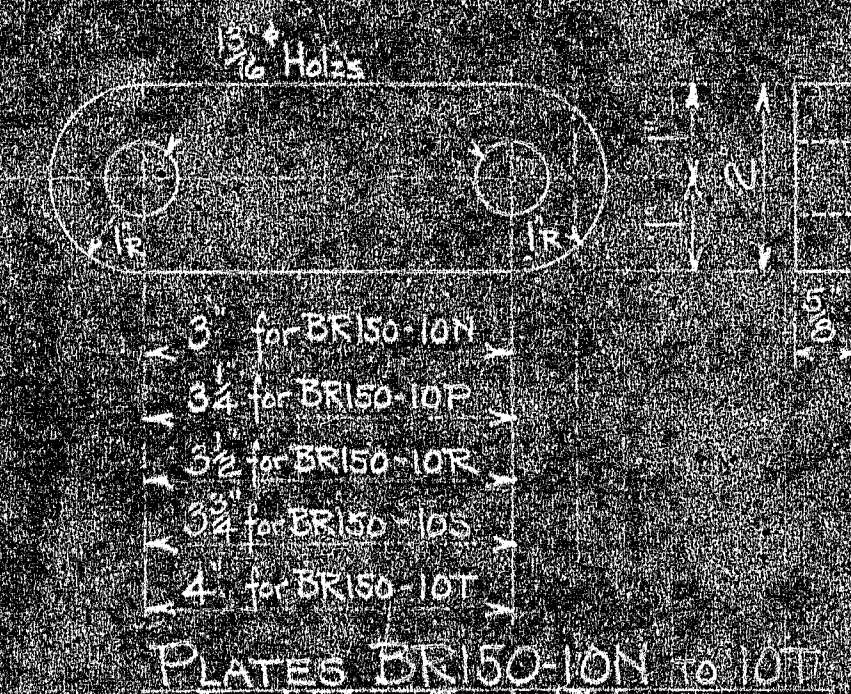 13/16"ϕ Holes
1"R
1"R
1"
1"
2"
5/8"
3" for BR150-10N
3 1/4" for BR150-10P
3 1/2" for BR150-10R
3 3/4" for BR150-10S
4" for BR150-10T
PLATES BR150-10N TO 10T